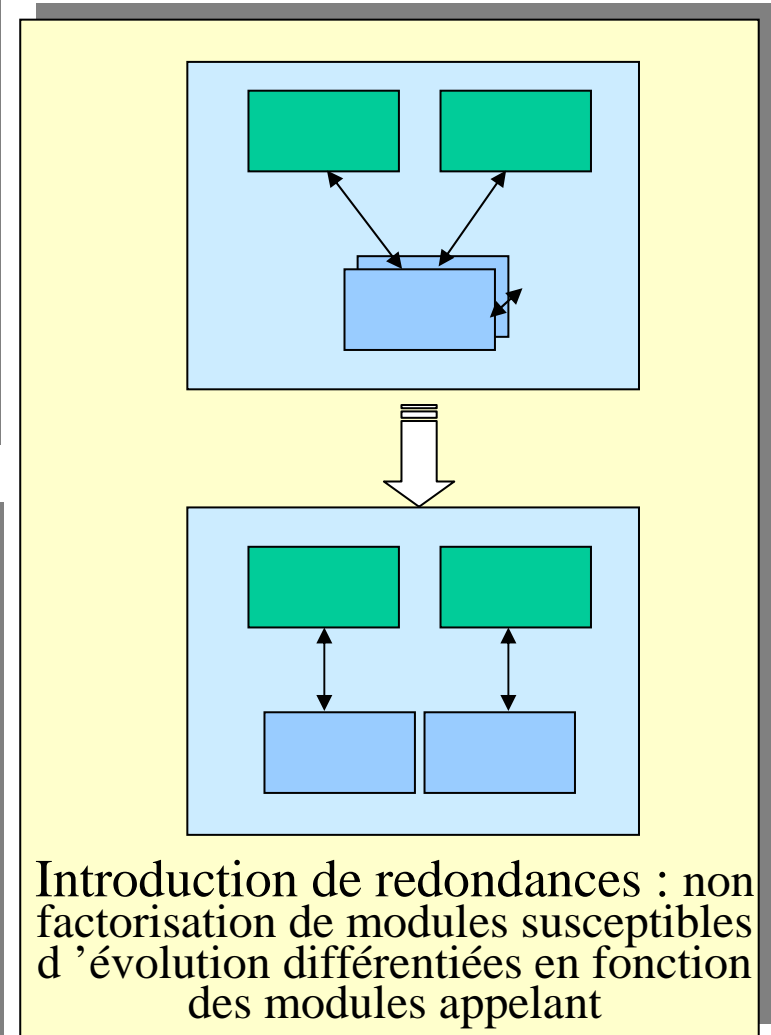 Introduction de redondances : non
factorisation de modules susceptibles
d ’évolution différentiées en fonction
des modules appelant